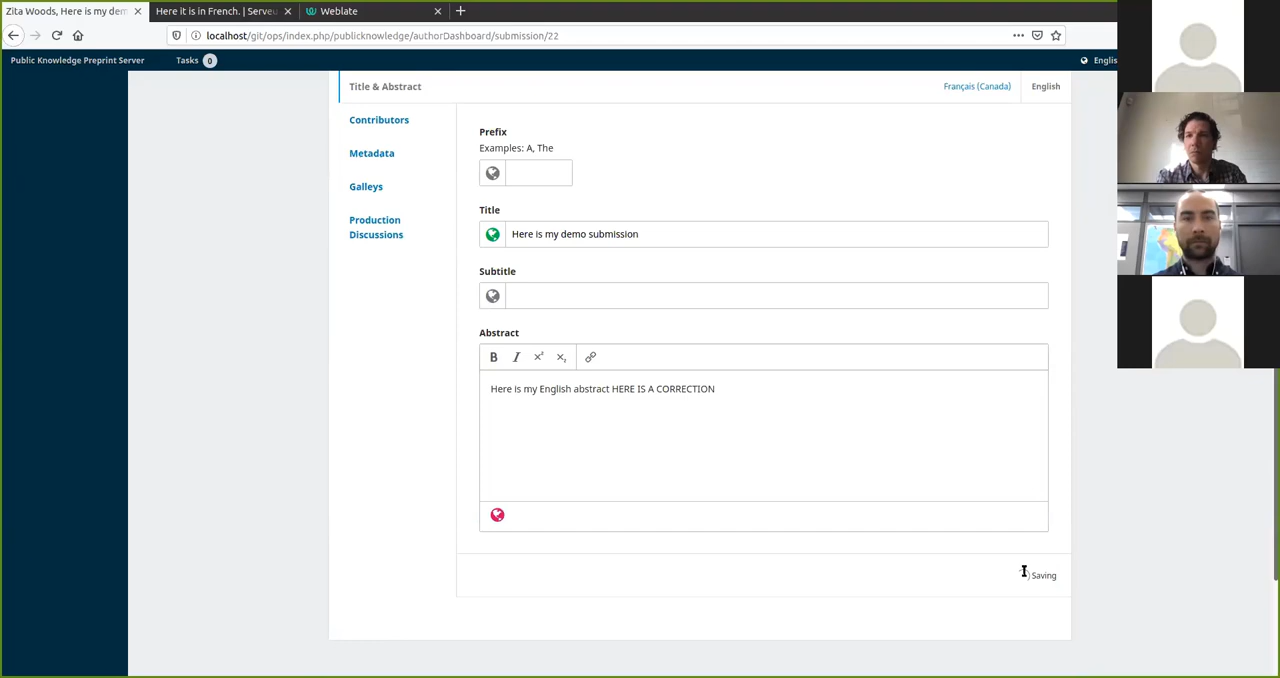 Zita Woods, Here is my dem
Here it is in French. | Serveu
Weblate
localhost/git/ops/index.php/publicknowledge/authorDashboard/submission/22
Public Knowledge Preprint Server
Tasks 0
Englis
Title & Abstract
Français (Canada)
English
Contributors
Metadata
Galleys
Production
Discussions
Prefix
Examples: A, The
Title
Here is my demo submission
Subtitle
Abstract
B I x² x₁
Here is my English abstract HERE IS A CORRECTION
Saving